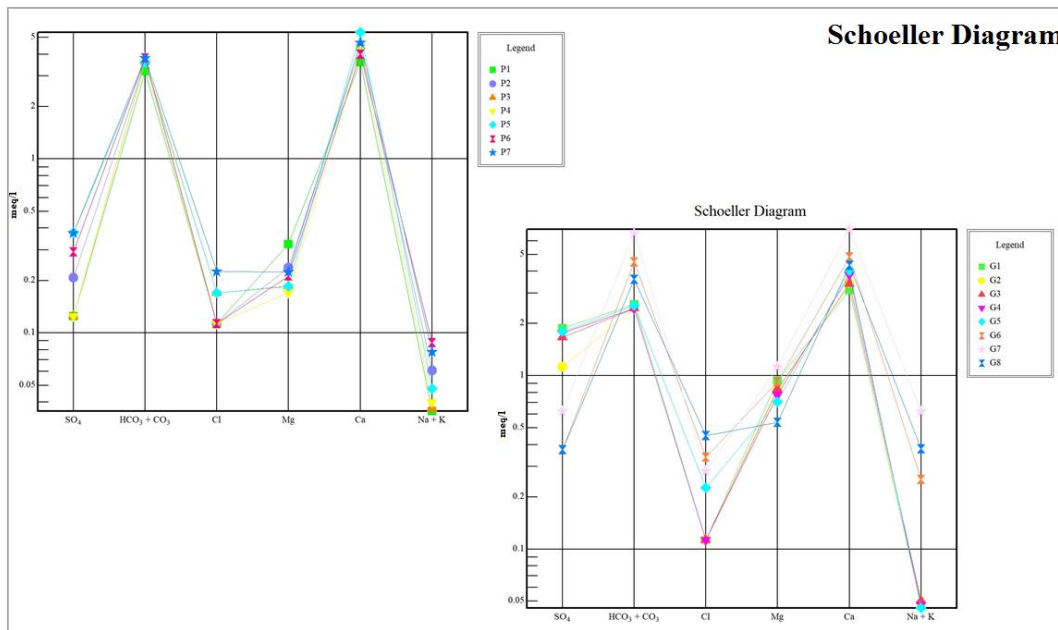 Schoeller Diagram
5
2
1
0.5
0.2
0.1
0.05
meq/l
SO4
HCO3 + CO3
Cl
Mg
Ca
Na + K
Legend
P1
P2
P3
P4
P5
P6
P7
Schoeller Diagram
5
2
1
0.5
0.2
0.1
0.05
meq/l
SO4
HCO3 + CO3
Cl
Mg
Ca
Na + K
Legend
G1
G2
G3
G4
G5
G6
G7
G8